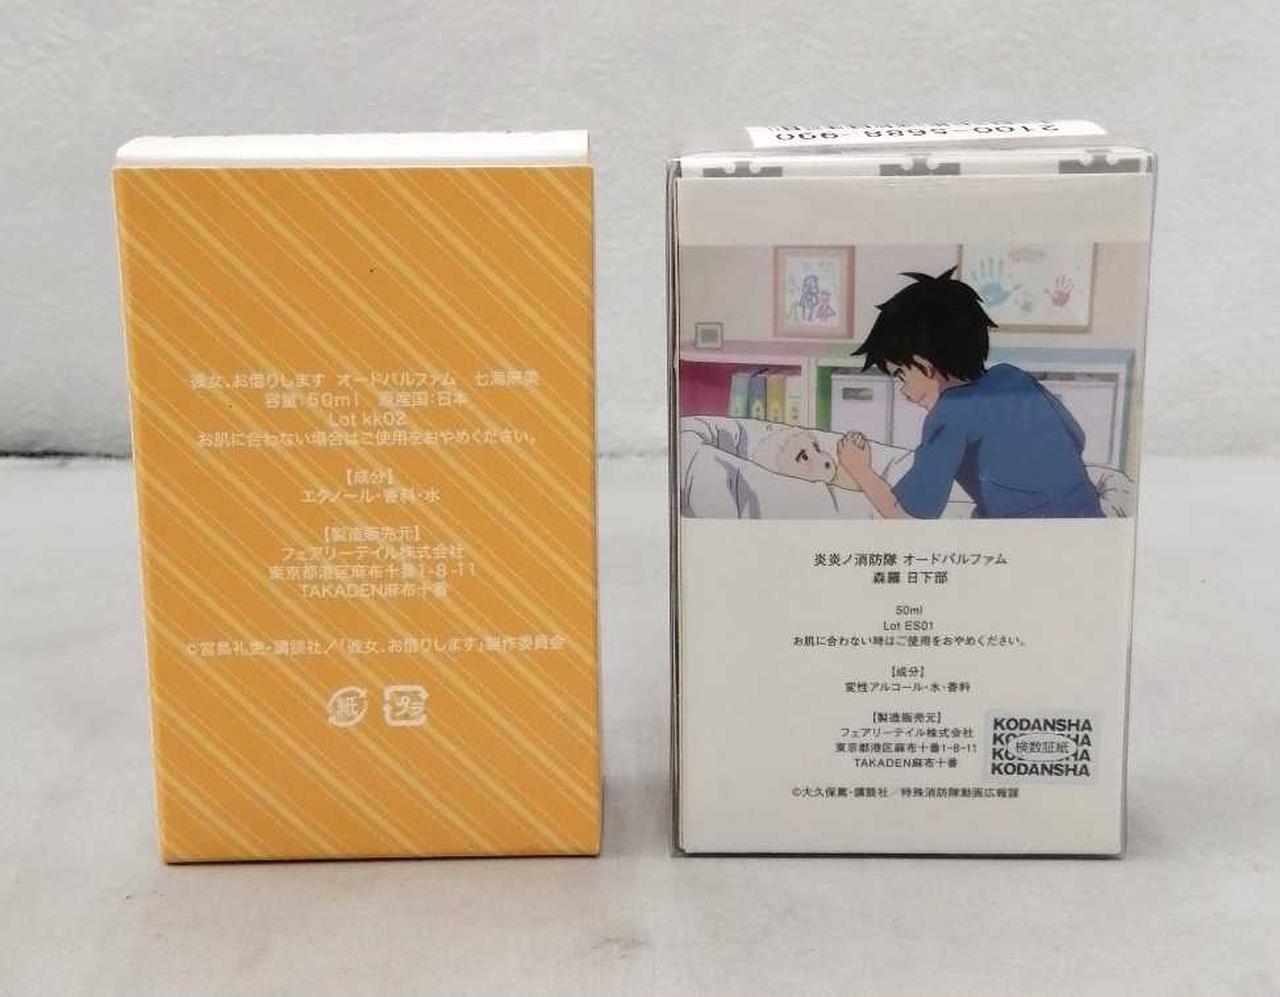 彼女、お借りします オードパルファム 七海麻美
容量:50ml 原産国:日本
Lot kk02
お肌に合わない場合はご使用をおやめください。
【成分】
エタノール・香料・水
【製造販売元】
フェアリーテイル株式会社
東京都港区麻布十番1-8-11
TAKADEN麻布十番
©宮島礼吏・講談社／「彼女、お借りします」製作委員会
紙
プラ
2100-5688-990
炎炎ノ消防隊 オードパルファム
森羅 日下部
50ml
Lot ES01
お肌に合わない時はご使用をおやめください。
【成分】
変性アルコール・水・香料
【製造販売元】
フェアリーテイル株式会社
東京都港区麻布十番1-8-11
TAKADEN麻布十番
©大久保篤・講談社／特殊消防隊動画広報課
KODANSHA
検数証紙
KODANSHA